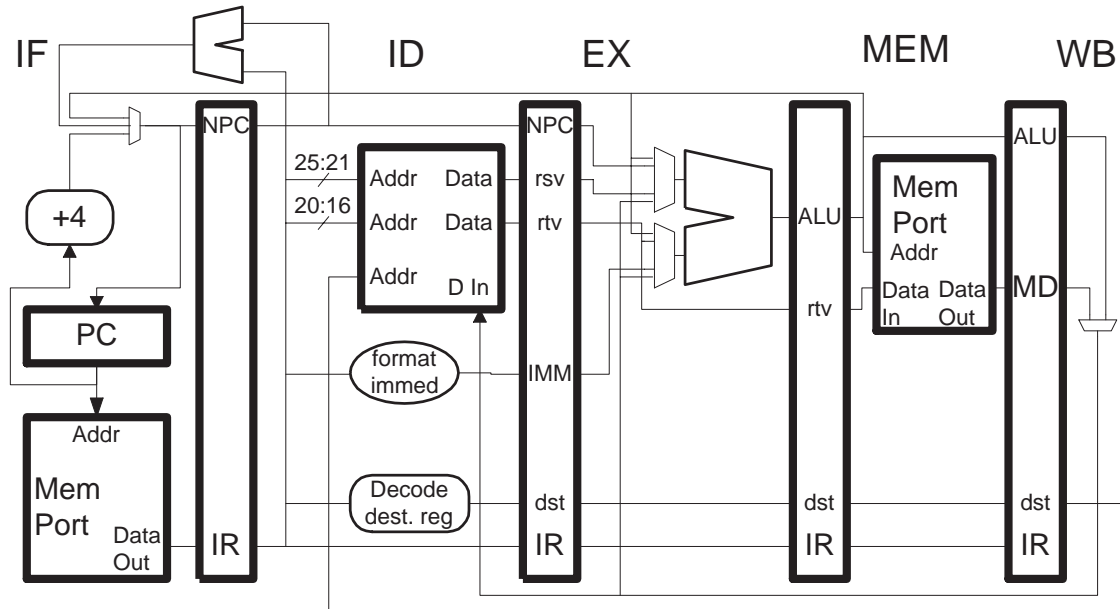 IF
ID
EX
MEM
WB
+4
PC
Addr
Mem
Port
Data
Out
NPC
IR
25:21
20:16
Addr
Data
Addr
Data
Addr
D In
format
immed
Decode
dest. reg
NPC
rsv
rtv
IMM
dst
IR
ALU
rtv
dst
IR
Mem
Port
Addr
Data
In
Data
Out
ALU
MD
dst
IR